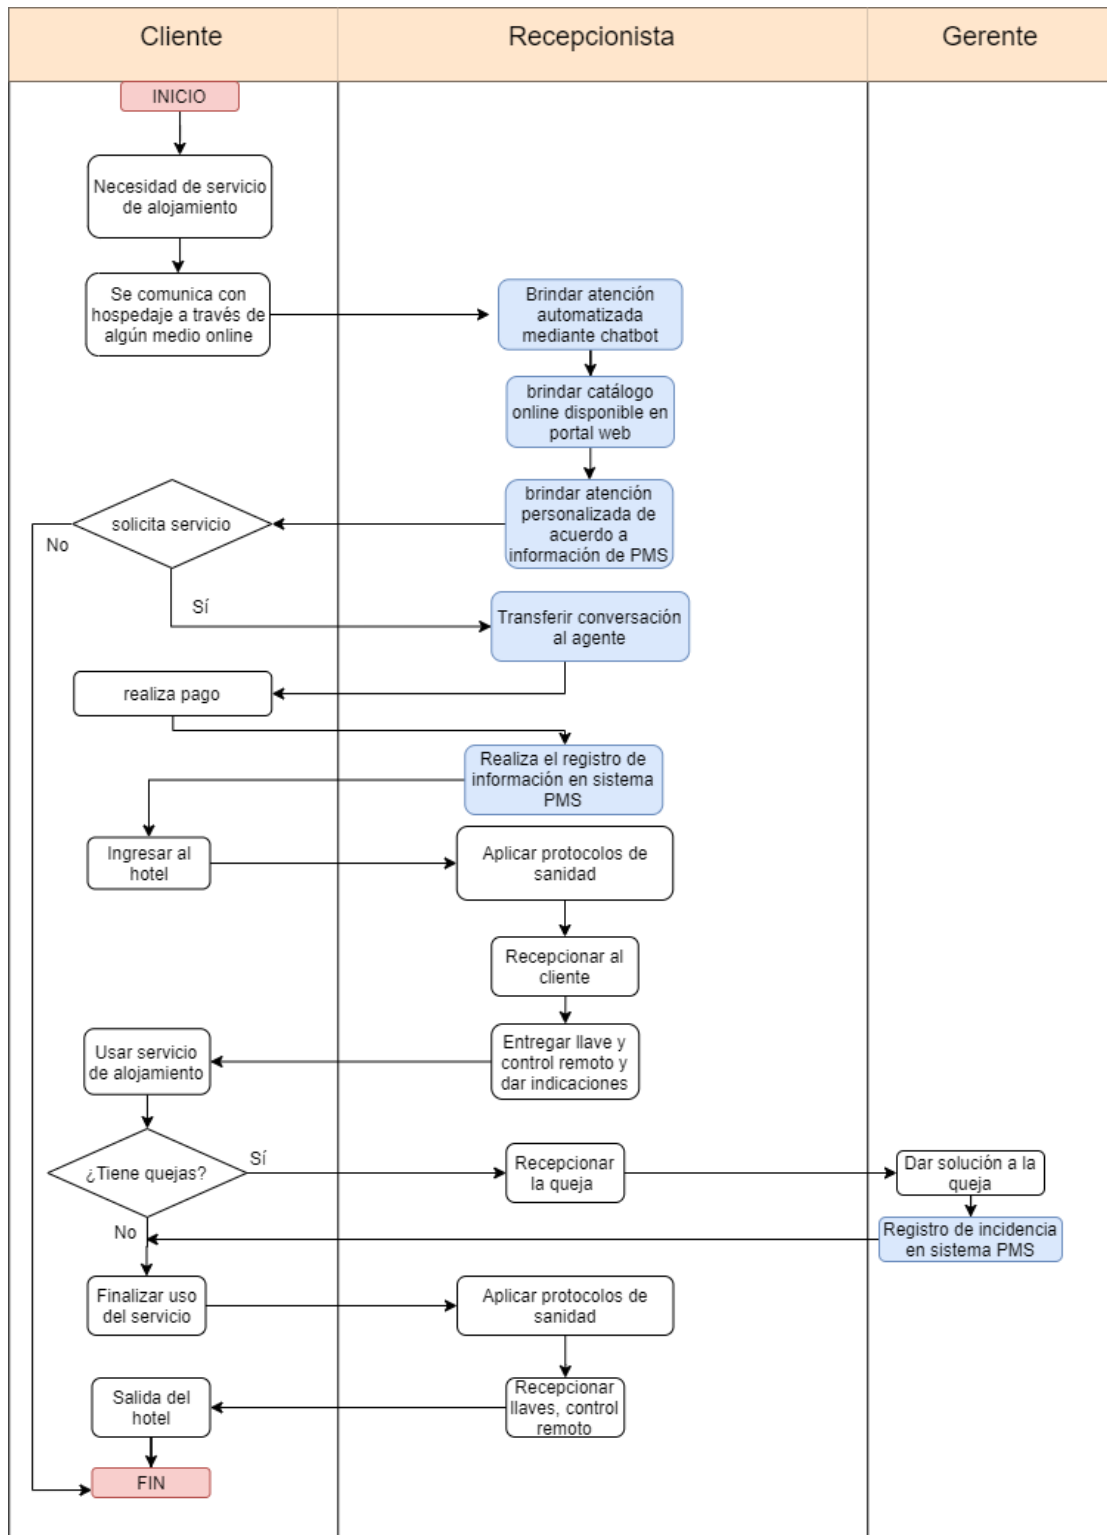 Cliente
Recepcionista
Gerente
INICIO
Necesidad de servicio
de alojamiento
Se comunica con
hospedaje a través de
algún medio online
Brindar atención
automatizada
mediante chatbot
brindar catálogo
online disponible en
portal web
brindar atención
personalizada de
acuerdo a
información de PMS
solicita servicio
No
Sí
Transferir conversación
al agente
realiza pago
Realiza el registro de
información en sistema
PMS
Ingresar al
hotel
Aplicar protocolos de
sanidad
Recepcionar al
cliente
Entregar llave y
control remoto y
dar indicaciones
Usar servicio
de alojamiento
¿Tiene quejas?
Sí
Recepcionar
la queja
Dar solución a la
queja
No
Registro de incidencia
en sistema PMS
Finalizar uso
del servicio
Aplicar protocolos de
sanidad
Recepcionar
llaves, control
remoto
Salida del
hotel
FIN